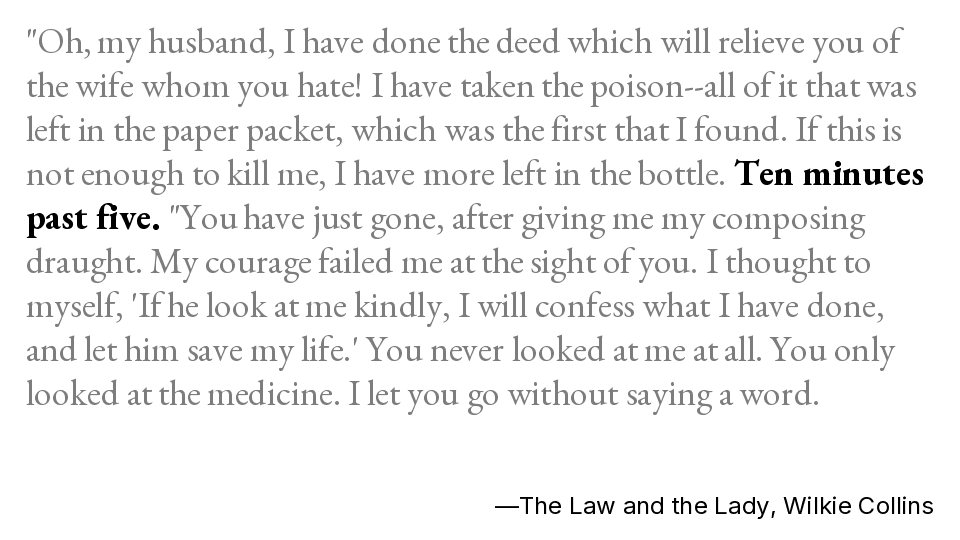 "Oh, my husband, I have done the deed which will relieve you of
the wife whom you hate! I have taken the poison--all of it that was
left in the paper packet, which was the first that I found. If this is
not enough to kill me, I have more left in the bottle. Ten minutes
past five. "You have just gone, after giving me my composing
draught. My courage failed me at the sight of you. I thought to
myself, 'If he look at me kindly, I will confess what I have done,
and let him save my life.' You never looked at me at all. You only
looked at the medicine. I let you go without saying a word.
—The Law and the Lady, Wilkie Collins